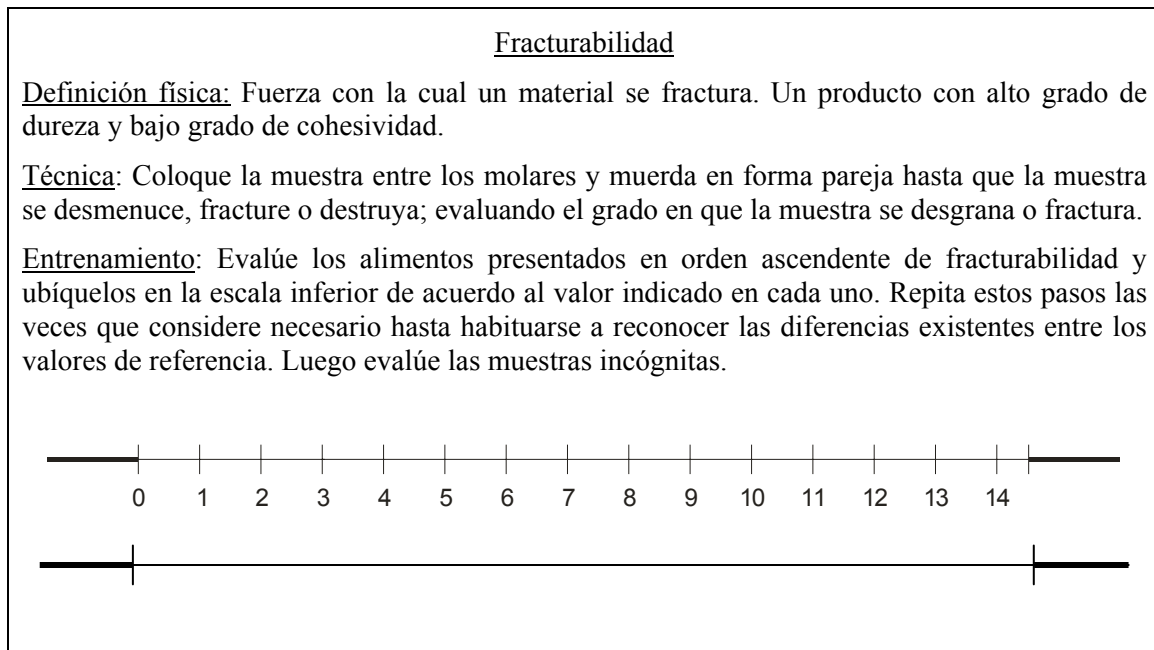 Fracturabilidad
Definición física: Fuerza con la cual un material se fractura. Un producto con alto grado de
dureza y bajo grado de cohesividad.
Técnica: Coloque la muestra entre los molares y muerda en forma pareja hasta que la muestra
se desmenuce, fracture o destruya; evaluando el grado en que la muestra se desgrana o fractura.
Entrenamiento: Evalúe los alimentos presentados en orden ascendente de fracturabilidad y
ubíquelos en la escala inferior de acuerdo al valor indicado en cada uno. Repita estos pasos las
veces que considere necesario hasta habituarse a reconocer las diferencias existentes entre los
valores de referencia. Luego evalúe las muestras incógnitas.
0 1 2 3 4 5 6 7 8 9 10 11 12 13 14